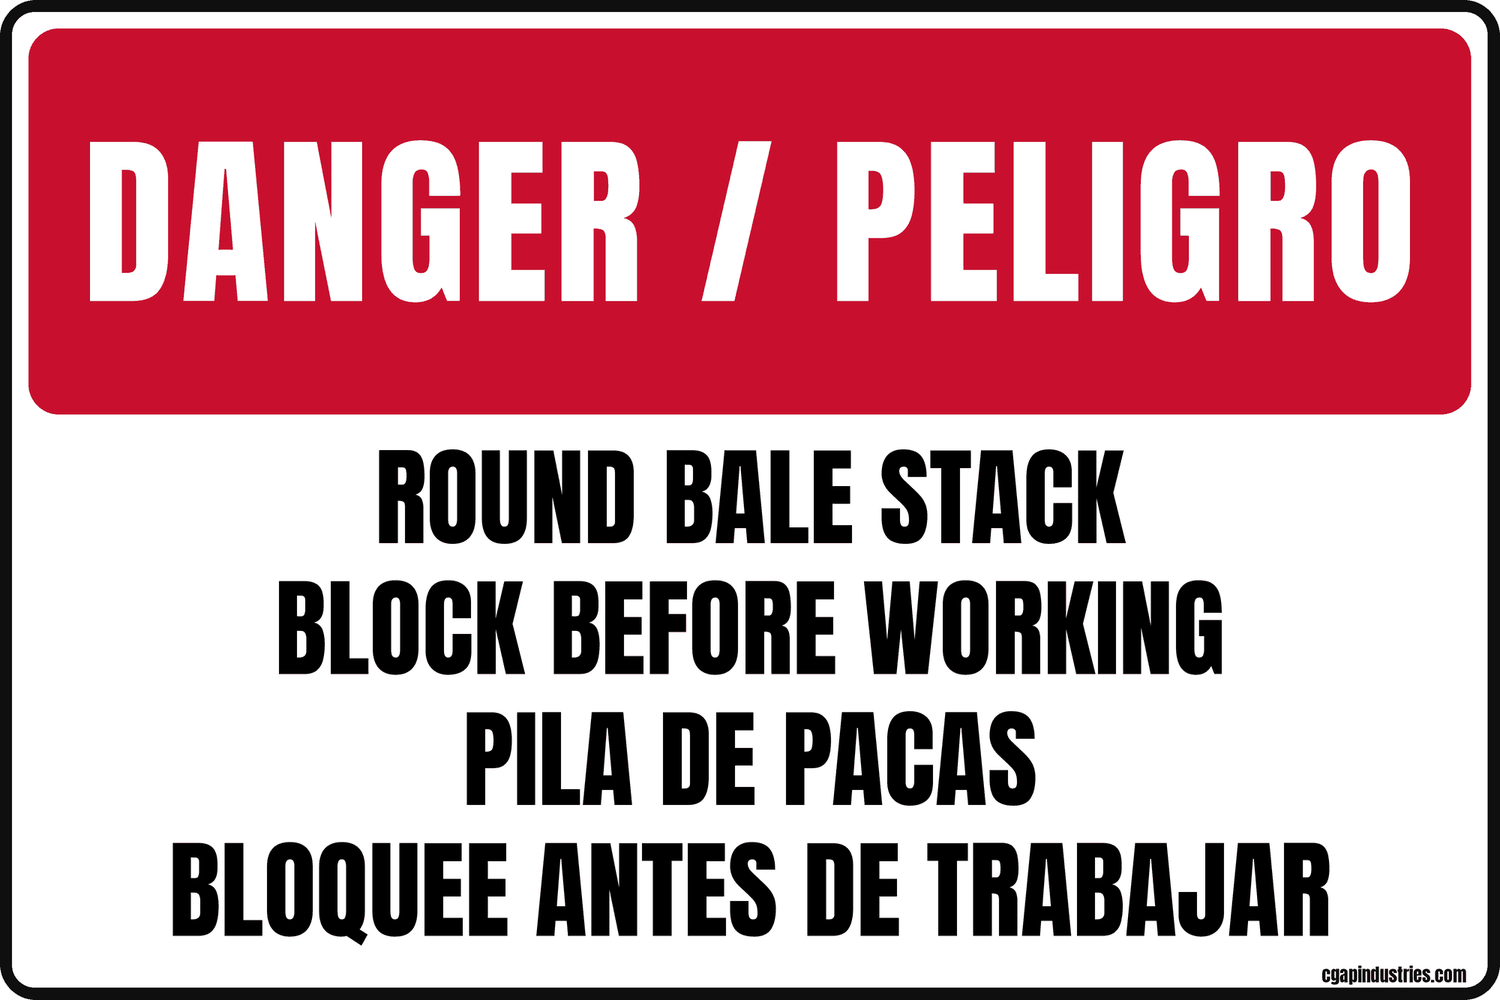 DANGER / PELIGRO
ROUND BALE STACK
BLOCK BEFORE WORKING
PILA DE PACAS
BLOQUEE ANTES DE TRABAJAR
cgapindustries.com